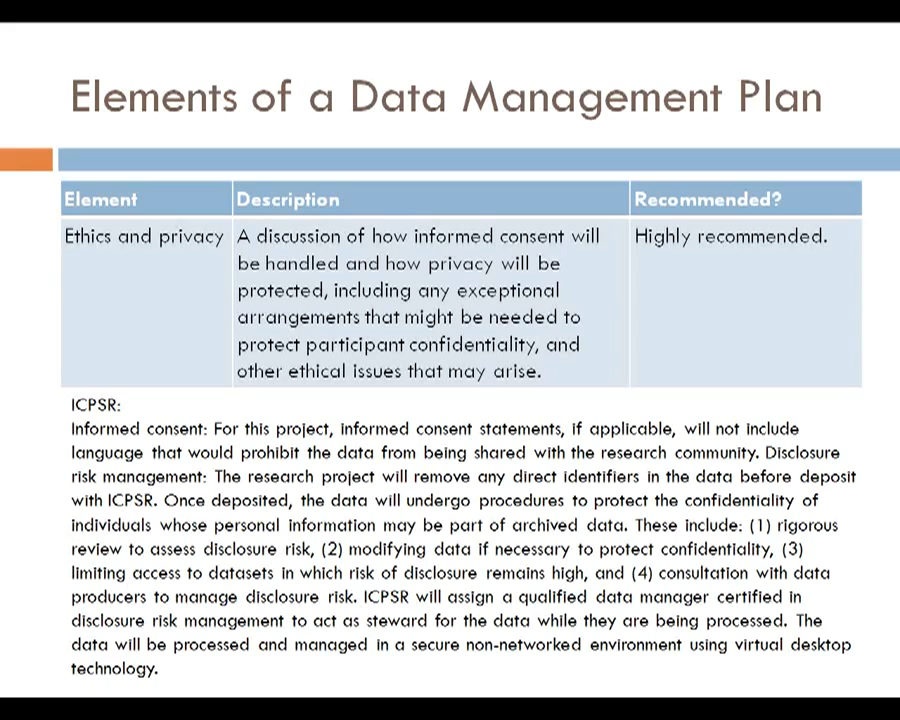 Elements of a Data Management Plan
Element Description Recommended?
Ethics and privacy A discussion of how informed consent will Highly recommended.
be handled and how privacy will be
protected, including any exceptional
arrangements that might be needed to
protect participant confidentiality, and
other ethical issues that may arise.
ICPSR:
Informed consent: For this project, informed consent statements, if applicable, will not include
language that would prohibit the data from being shared with the research community. Disclosure
risk management: The research project will remove any direct identifiers in the data before deposit
with ICPSR. Once deposited, the data will undergo procedures to protect the confidentiality of
individuals whose personal information may be part of archived data. These include: (1) rigorous
review to assess disclosure risk, (2) modifying data if necessary to protect confidentiality, (3)
limiting access to datasets in which risk of disclosure remains high, and (4) consultation with data
producers to manage disclosure risk. ICPSR will assign a qualified data manager certified in
disclosure risk management to act as steward for the data while they are being processed. The
data will be processed and managed in a secure non-networked environment using virtual desktop
technology.